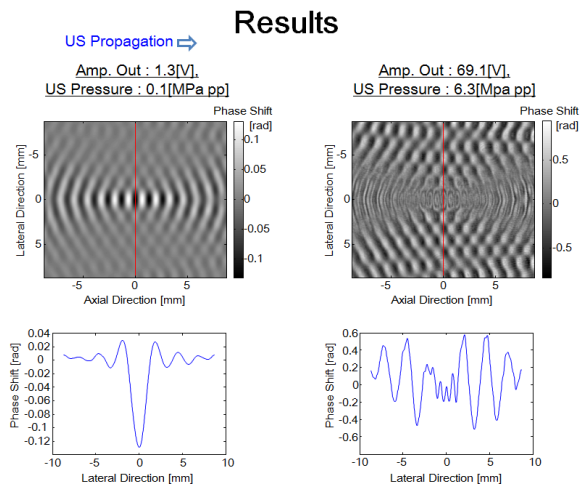 Results
US Propagation
Amp. Out : 1.3[V],
US Pressure : 0.1[MPa pp]
Phase Shift
[rad]
0.1
0.05
0
-0.05
-0.1
Lateral Direction [mm]
-5
0
5
-5
0
5
Axial Direction [mm]
Amp. Out : 69.1[V],
US Pressure : 6.3[Mpa pp]
Phase Shift
[rad]
0.5
0
-0.5
Lateral Direction [mm]
-5
0
5
-5
0
5
Axial Direction [mm]
Phase Shift [rad]
0.04
0.02
0
-0.02
-0.04
-0.06
-0.08
-0.1
-0.12
-10
-5
0
5
10
Lateral Direction [mm]
Phase Shift [rad]
0.6
0.4
0.2
0
-0.2
-0.4
-0.6
-10
-5
0
5
10
Lateral Direction [mm]